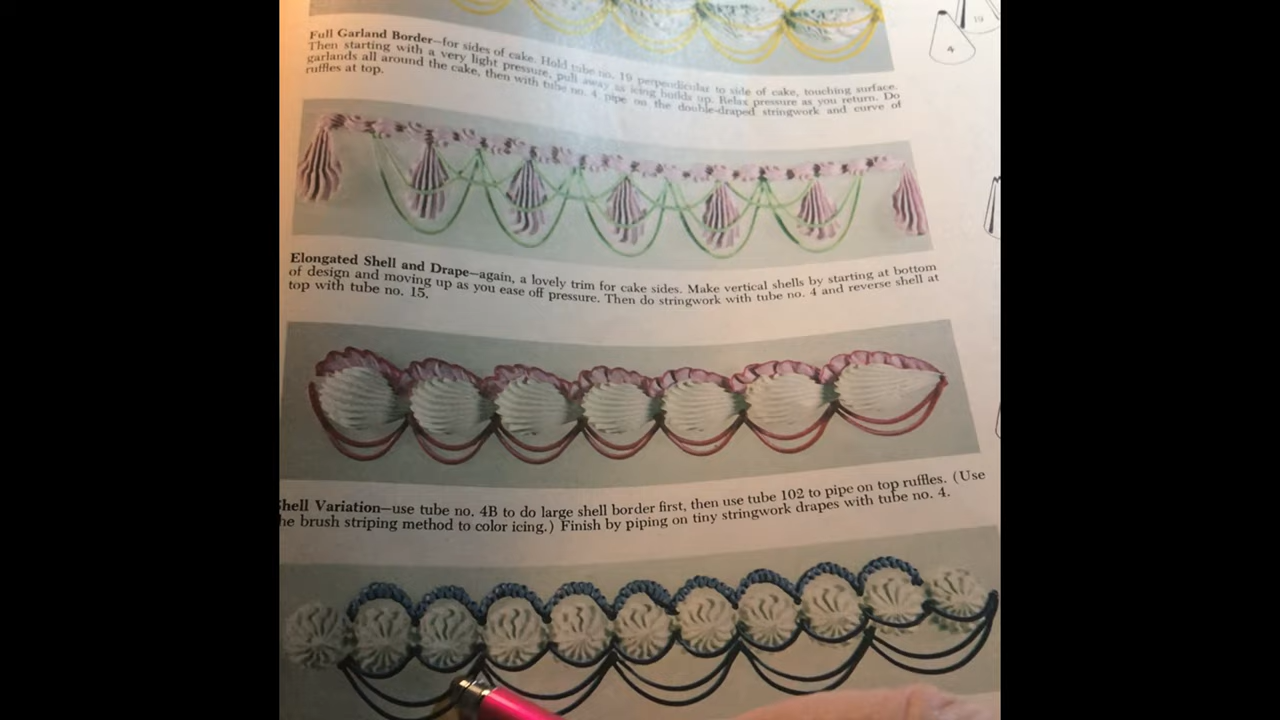 19
4
Full Garland Border—for sides of cake. Hold tube no. 19 perpendicular to side of cake, touching surface.
Then starting with a very light pressure, pull away as icing builds up. Relax pressure as you return. Do
garlands all around the cake, then with tube no. 4 pipe on the double-draped stringwork and curve of
ruffles at top.
Elongated Shell and Drape—again, a lovely trim for cake sides. Make vertical shells by starting at bottom
of design and moving up as you ease off pressure. Then do stringwork with tube no. 4 and reverse shell at
top with tube no. 15.
Shell Variation—use tube no. 4B to do large shell border first, then use tube 102 to pipe on top ruffles. (Use
he brush striping method to color icing.) Finish by piping on tiny stringwork drapes with tube no. 4.